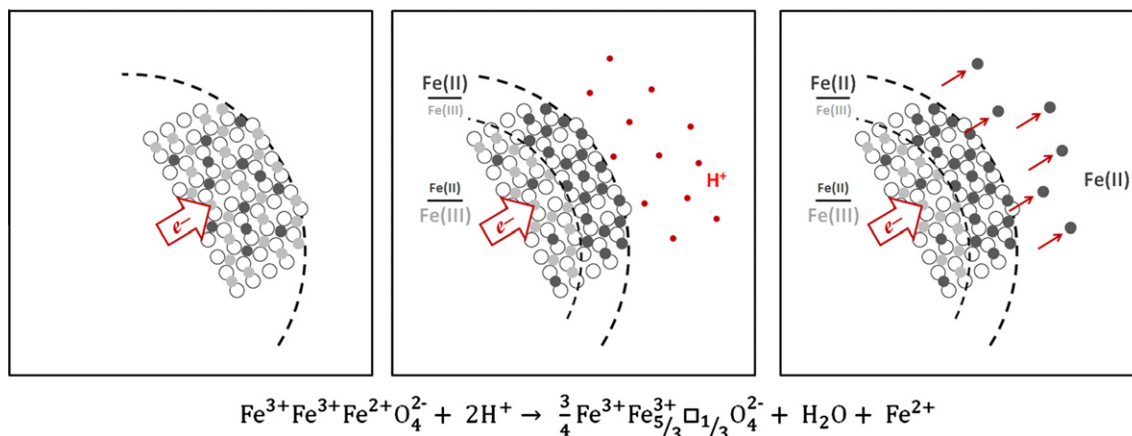 e–
Fe(II)
Fe(III)
Fe(II)
Fe(III)
e–
H⁺
Fe(II)
Fe(III)
Fe(II)
Fe(III)
e–
Fe(II)
Fe³⁺Fe³⁺Fe²⁺O₄²⁻ + 2H⁺ → 3/4 Fe³⁺Fe³⁺₅/₃□₁/₃O₄²⁻ + H₂O + Fe²⁺